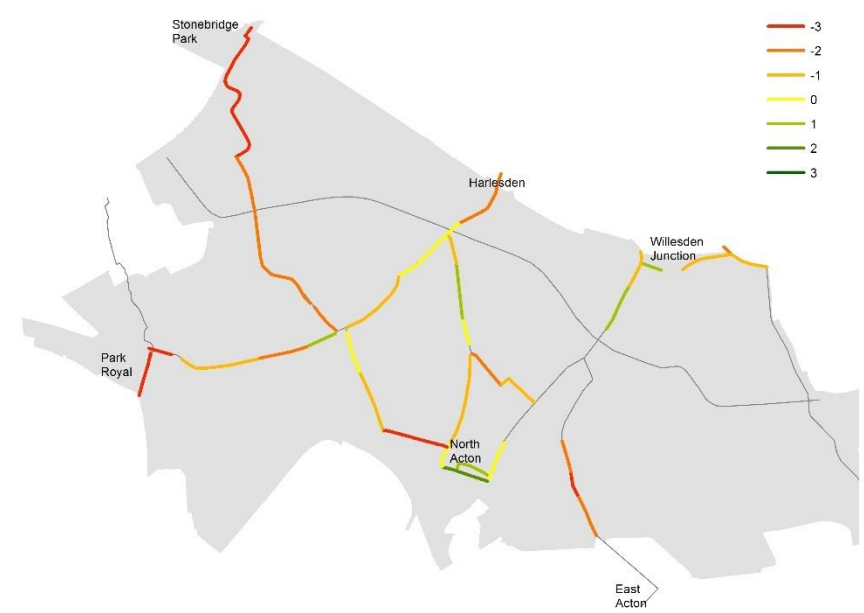 Stonebridge
Park
-3
-2
-1
0
1
2
3
Harlesden
Willesden
Junction
Park
Royal
North
Acton
East
Acton